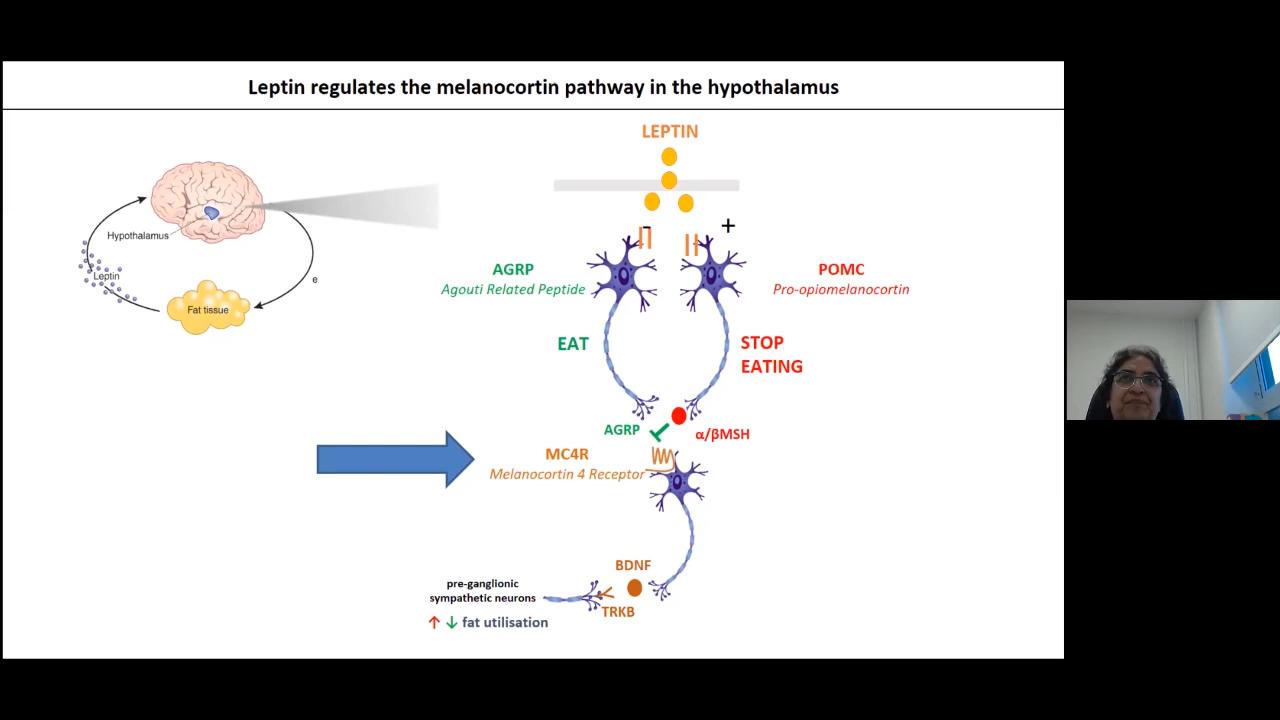 Leptin regulates the melanocortin pathway in the hypothalamus
Hypothalamus
Leptin
Fat tissue
e
LEPTIN
-
+
AGRP
Agouti Related Peptide
POMC
Pro-opiomelanocortin
EAT
STOP
EATING
AGRP
α/βMSH
MC4R
Melanocortin 4 Receptor
BDNF
pre-ganglionic
sympathetic neurons
TRKB
↑ ↓ fat utilisation